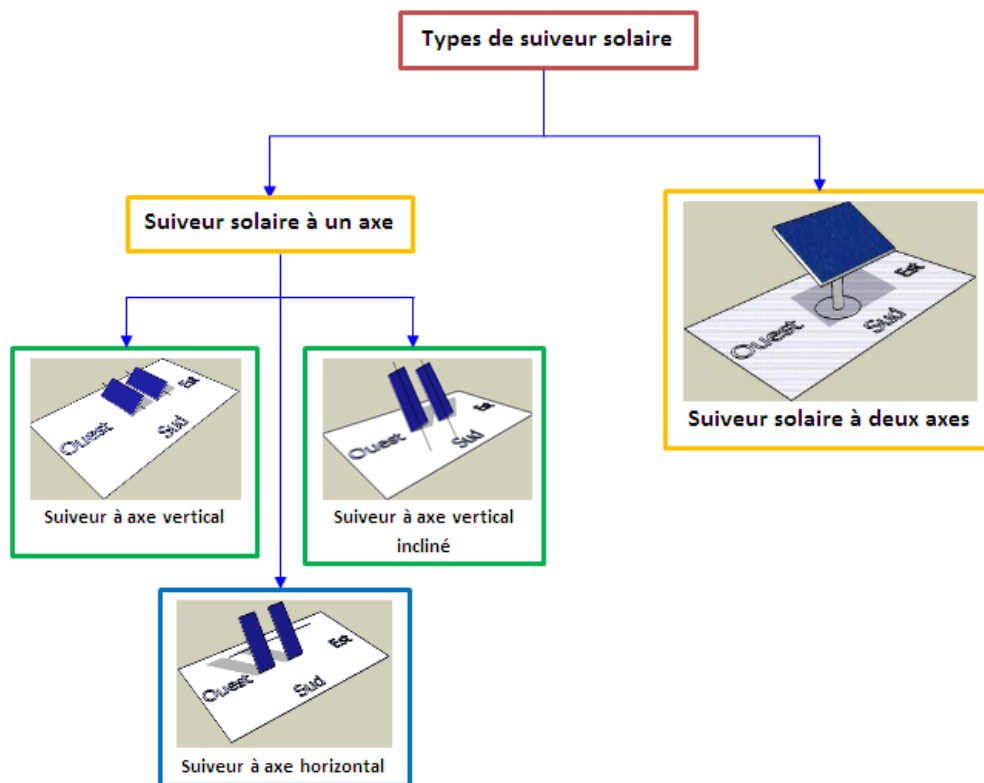 Types de suiveur solaire
Suiveur solaire à un axe
Ouest
Sud
Est
Suiveur solaire à deux axes
Ouest
Sud
Est
Suiveur à axe vertical
Ouest
Sud
Est
Suiveur à axe vertical
incliné
Ouest
Sud
Est
Suiveur à axe horizontal